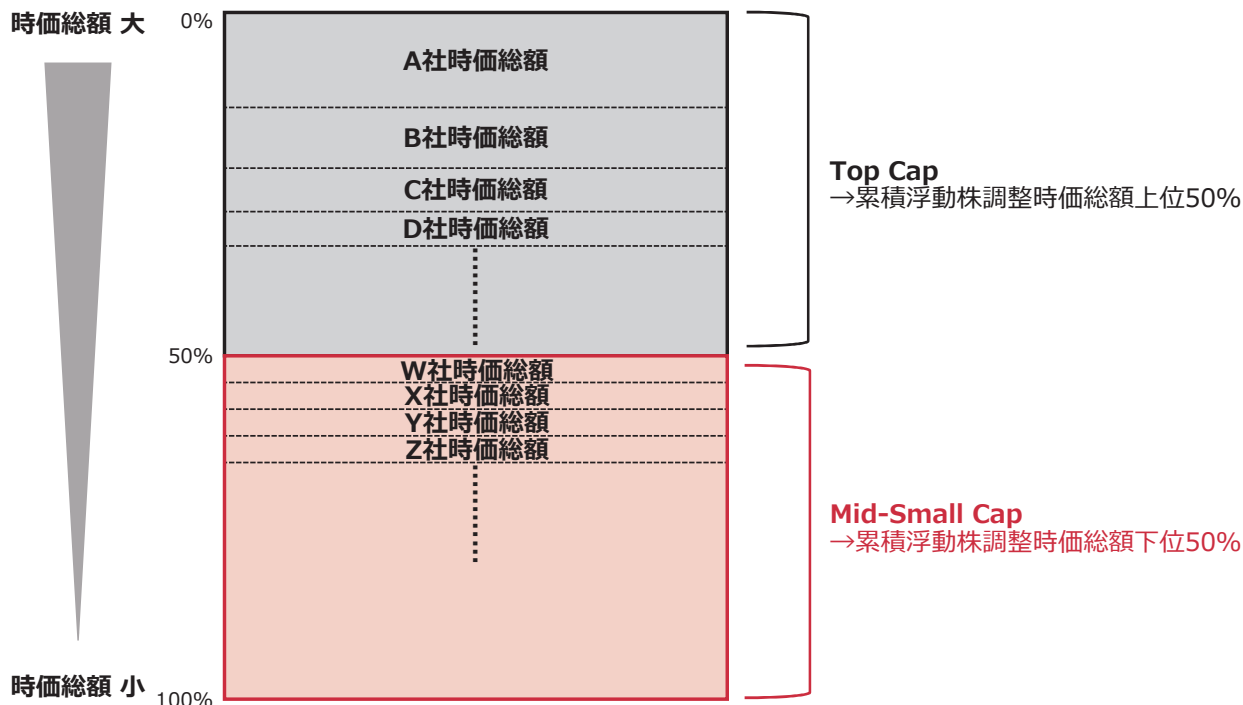 時価総額 大
0%
A社時価総額
B社時価総額
C社時価総額
D社時価総額
Top Cap
→累積浮動株調整時価総額上位50%
50%
W社時価総額
X社時価総額
Y社時価総額
Z社時価総額
Mid-Small Cap
→累積浮動株調整時価総額下位50%
時価総額 小
100%